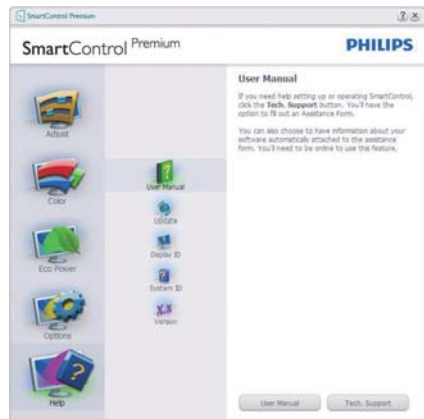 SmartControl Premium
SmartControl Premium
PHILIPS
Adjust
Color
Eco Power
Options
Help
User Manual
Update
Display ID
System ID
Version
User Manual
If you need help setting up or operating SmartControl,
click the Tech. Support button. You'll have the
option to fill out an Assistance Form.
You can also choose to have information about your
software automatically attached to the assistance
form. You'll need to be online to use this feature.
User Manual
Tech. Support